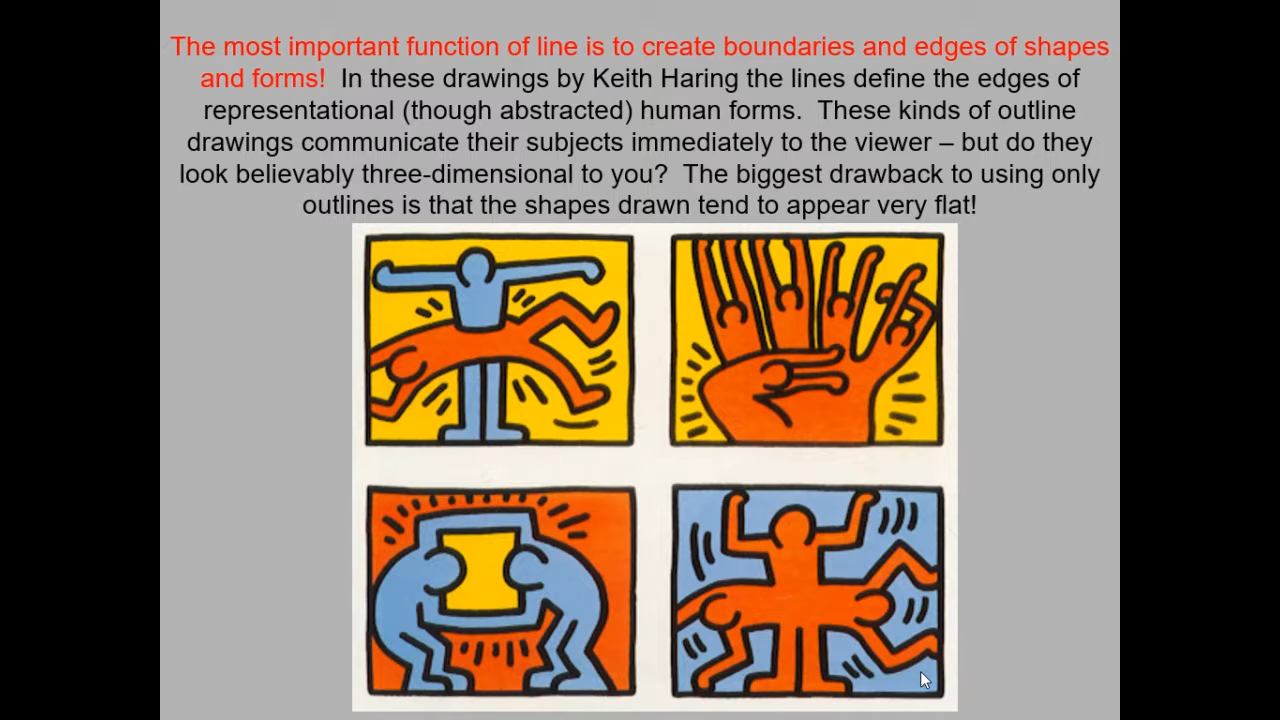 The most important function of line is to create boundaries and edges of shapes
and forms!  In these drawings by Keith Haring the lines define the edges of
representational (though abstracted) human forms.  These kinds of outline
drawings communicate their subjects immediately to the viewer – but do they
look believably three-dimensional to you?  The biggest drawback to using only
outlines is that the shapes drawn tend to appear very flat!